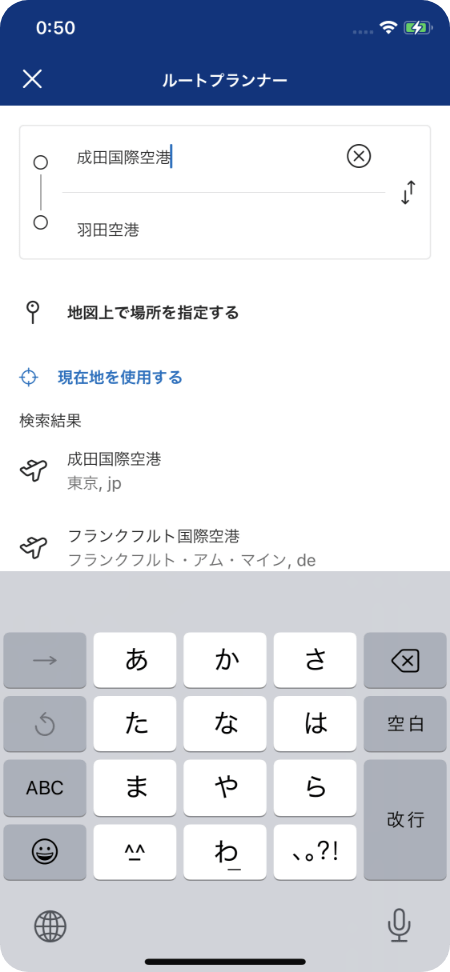 0:50
ルートプランナー
成田国際空港
羽田空港
地図上で場所を指定する
現在地を使用する
検索結果
成田国際空港
東京, jp
フランクフルト国際空港
フランクフルト・アム・マイン, de
→ あ か さ
た な は 空白
ABC ま や ら
改行
^^ わ 、。?!